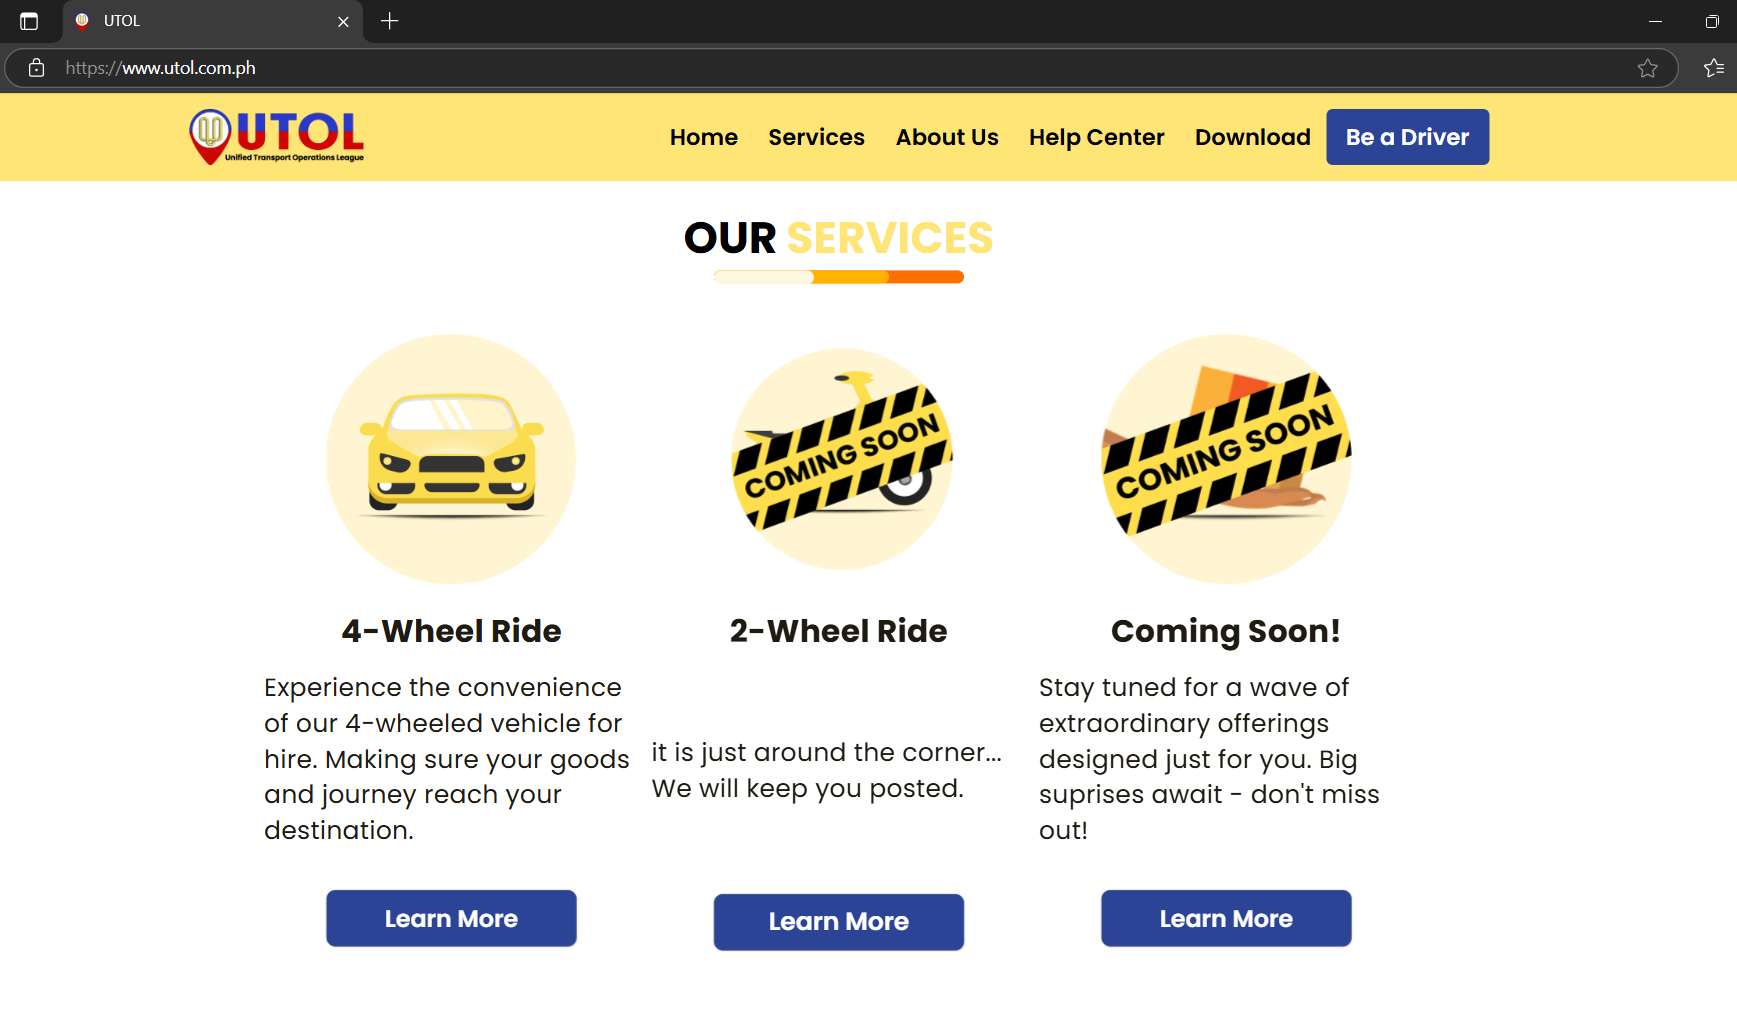 UTOL
https://www.utol.com.ph
UTOL
Unified Transport Operations League
Home Services About Us Help Center Download Be a Driver
OUR SERVICES
COMING SOON
COMING SOON
4-Wheel Ride
Experience the convenience
of our 4-wheeled vehicle for
hire. Making sure your goods
and journey reach your
destination.
Learn More
2-Wheel Ride
it is just around the corner...
We will keep you posted.
Learn More
Coming Soon!
Stay tuned for a wave of
extraordinary offerings
designed just for you. Big
suprises await - don't miss
out!
Learn More